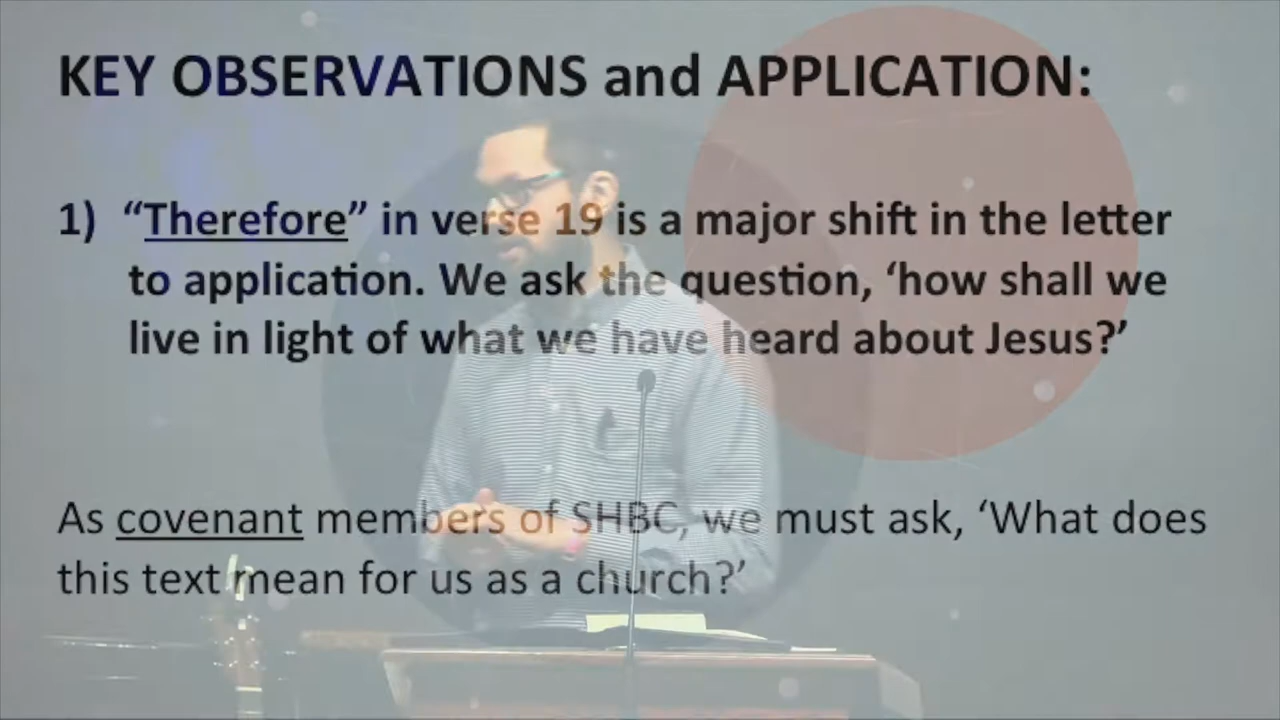 KEY OBSERVATIONS and APPLICATION:
1) “Therefore” in verse 19 is a major shift in the letter
to application. We ask the question, ‘how shall we
live in light of what we have heard about Jesus?’
As covenant members of SHBC, we must ask, ‘What does
this text mean for us as a church?’